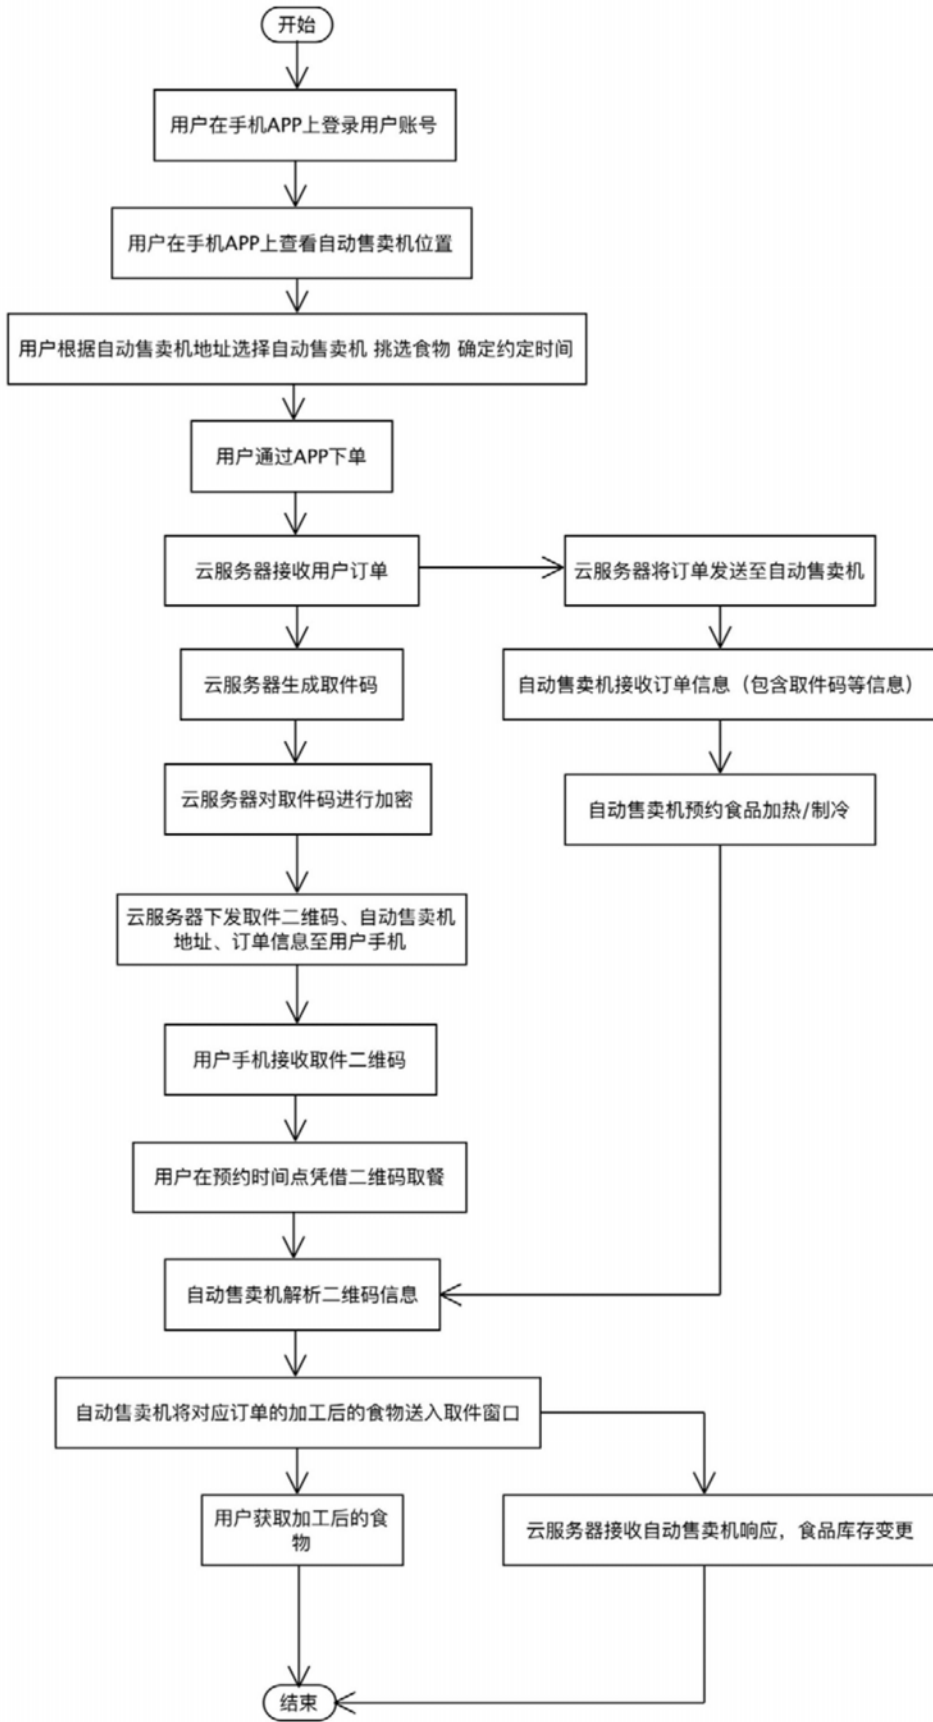 开始
用户在手机APP上登录用户账号
用户在手机APP上查看自动售卖机位置
用户根据自动售卖机地址选择自动售卖机 挑选食物 确定约定时间
用户通过APP下单
云服务器接收用户订单
云服务器将订单发送至自动售卖机
云服务器生成取件码
自动售卖机接收订单信息（包含取件码等信息）
云服务器对取件码进行加密
自动售卖机预约食品加热/制冷
云服务器下发取件二维码、自动售卖机
地址、订单信息至用户手机
用户手机接收取件二维码
用户在预约时间点凭借二维码取餐
自动售卖机解析二维码信息
自动售卖机将对应订单的加工后的食物送入取件窗口
用户获取加工后的食
物
云服务器接收自动售卖机响应，食品库存变更
结束